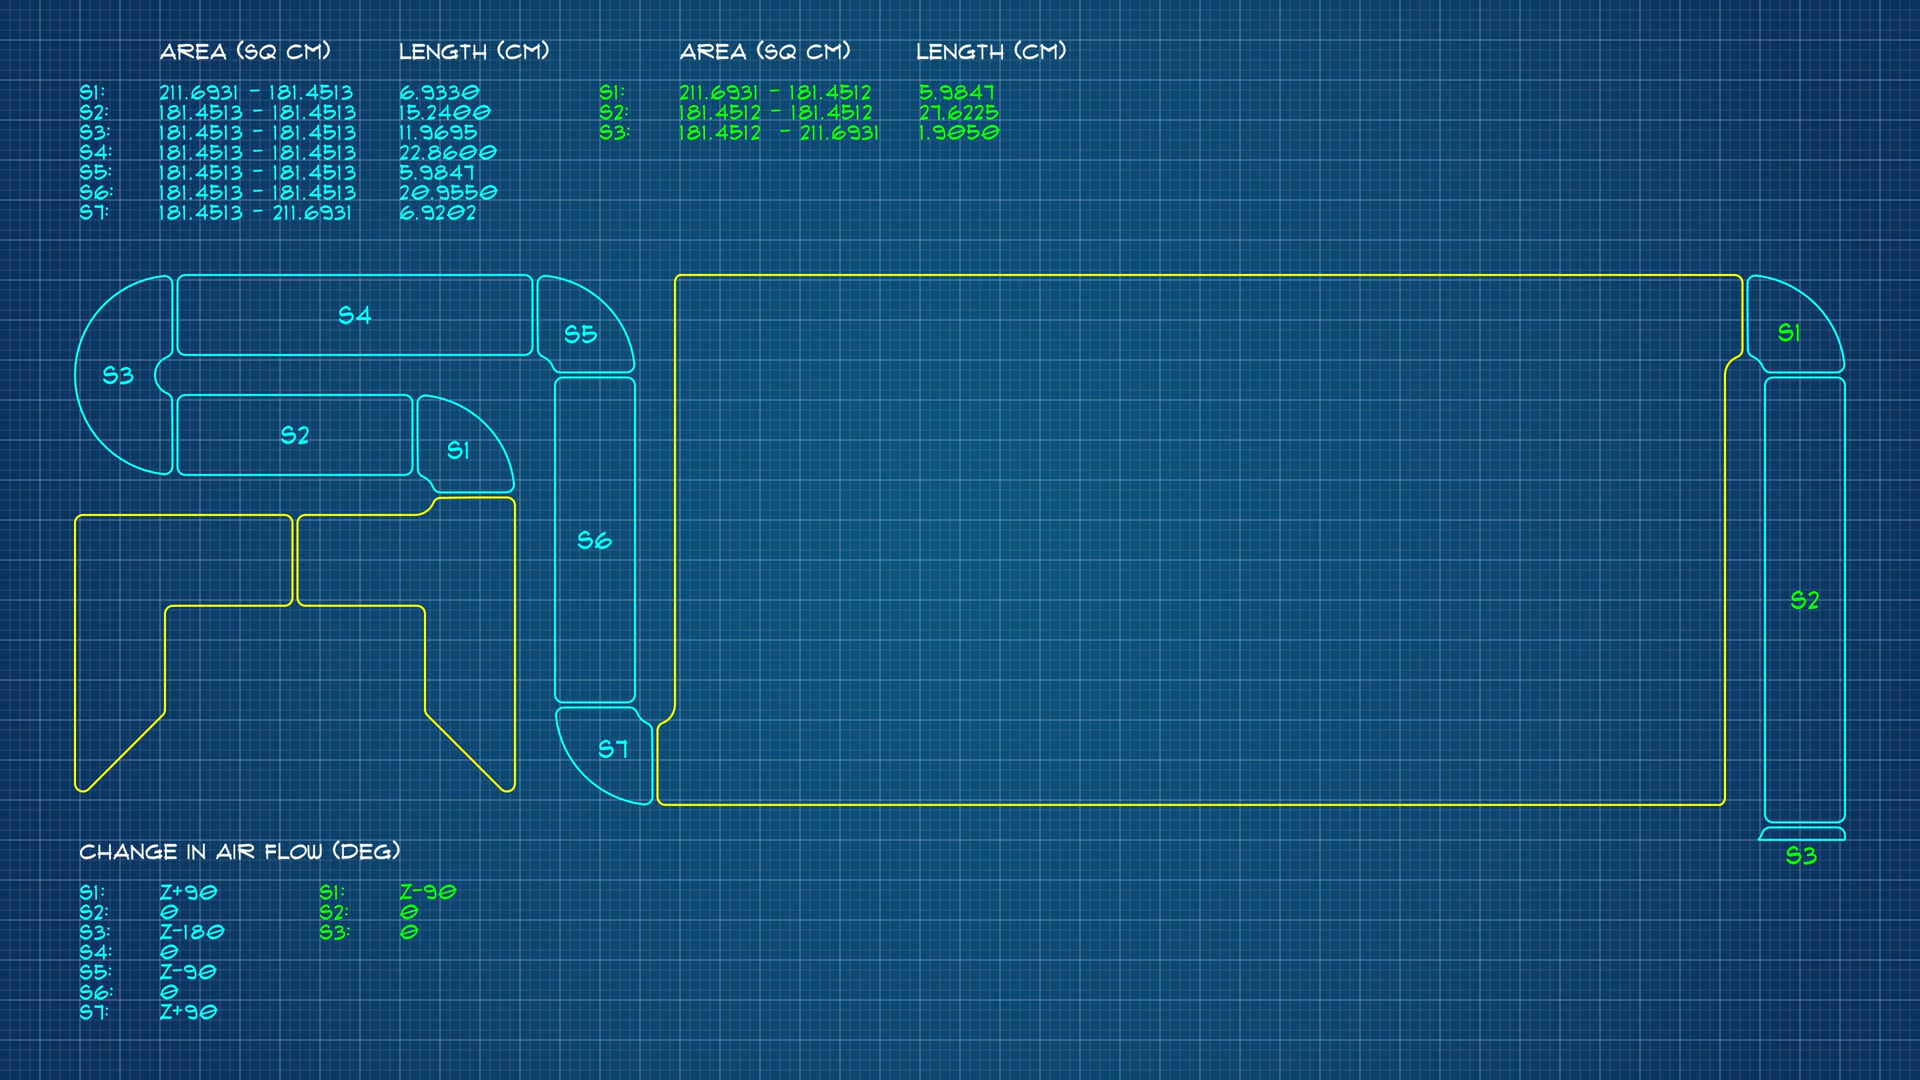 AREA (SQ CM) LENGTH (CM) AREA (SQ CM) LENGTH (CM)
S1: 211.6931 - 181.4513 6.9330 S1: 211.6931 - 181.4512 5.9847
S2: 181.4513 - 181.4513 15.2400 S2: 181.4512 - 181.4512 27.6225
S3: 181.4513 - 181.4513 11.9695 S3: 181.4512 - 211.6931 1.9050
S4: 181.4513 - 181.4513 22.8600
S5: 181.4513 - 181.4513 5.9847
S6: 181.4513 - 181.4513 20.9550
S7: 181.4513 - 211.6931 6.9202
S4
S5
S1
S3
S2
S1
S6
S2
S7
S3
CHANGE IN AIR FLOW (DEG)
S1: Z+90 S1: Z-90
S2: 0 S2: 0
S3: Z-180 S3: 0
S4: 0
S5: Z-90
S6: 0
S7: Z+90